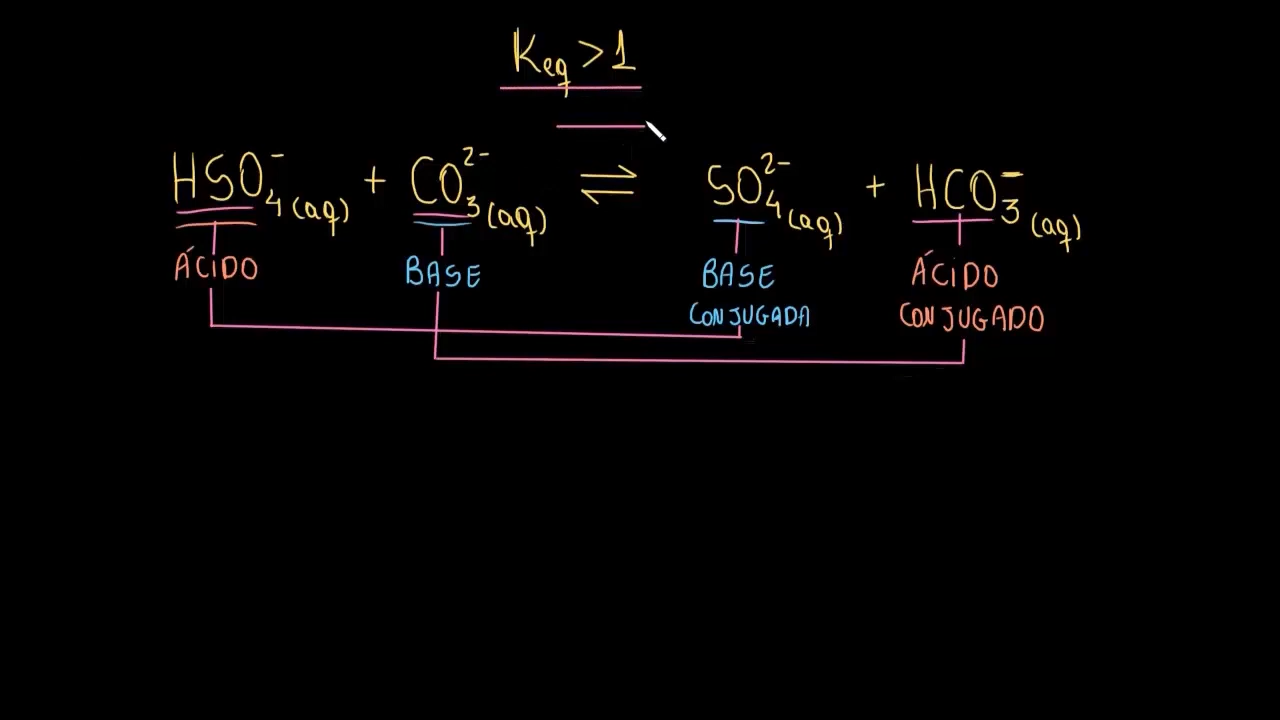 Keq > 1
HSO₄⁻(aq) + CO₃²⁻(aq) ⇌ SO₄²⁻(aq) + HCO₃⁻(aq)
ÁCIDO BASE BASE ÁCIDO
CONJUGADA CONJUGADO